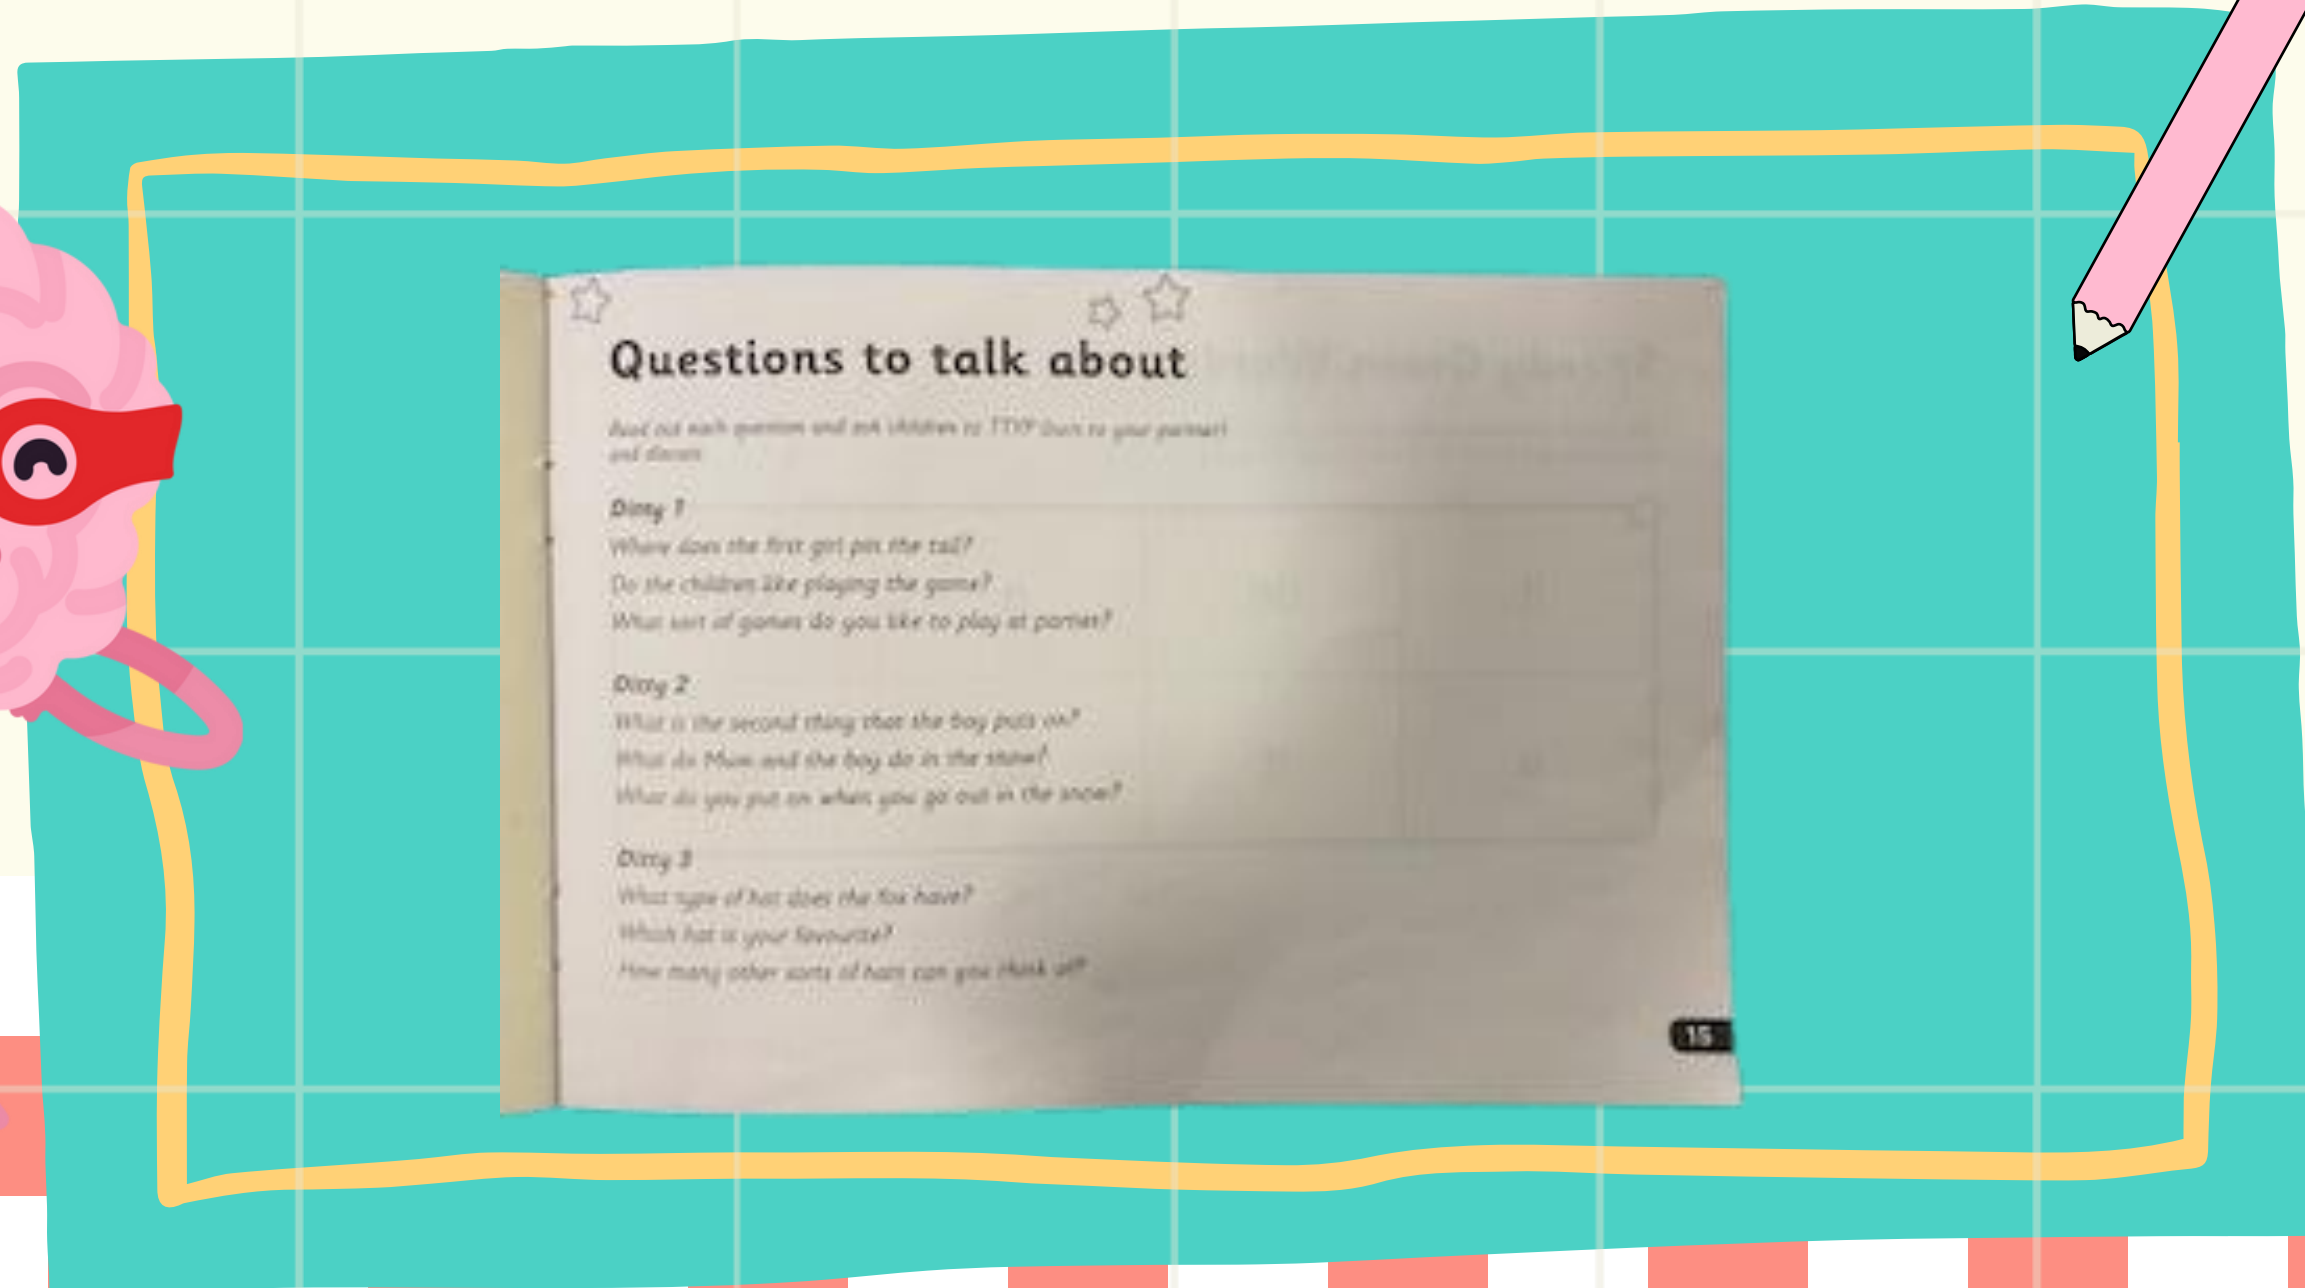 Questions to talk about
Read out each question and ask children to TTYP (turn to your partner)
and discuss.
Ditty 1
Where does the first girl pin the tail?
Do the children like playing the game?
What sort of games do you like to play at parties?
Ditty 2
What is the second thing that the boy puts on?
What do Mum and the boy do in the snow?
What do you put on when you go out in the snow?
Ditty 3
What type of hat does the fox have?
Which hat is your favourite?
How many other sorts of hats can you think of?
15